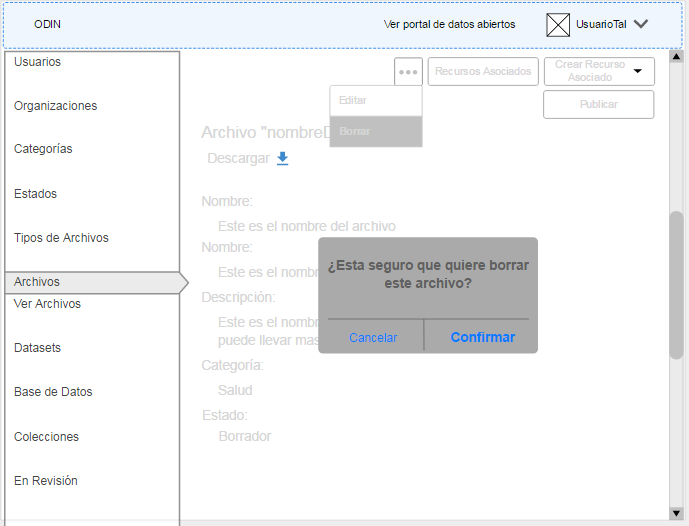 ODIN
Ver portal de datos abiertos
UsuarioTal
Usuarios
Organizaciones
Categorías
Estados
Tipos de Archivos
Archivos
Ver Archivos
Datasets
Base de Datos
Colecciones
En Revisión
Recursos Asociados
Crear Recurso
Asociado
Publicar
Editar
Borrar
Archivo "nombre
Descargar
Nombre:
Este es el nombre del archivo
Nombre:
Este es el
Descripción:
Este es el
puede llevar mas
Categoría:
Salud
Estado:
Borrador
¿Esta seguro que quiere borrar
este archivo?
Cancelar
Confirmar